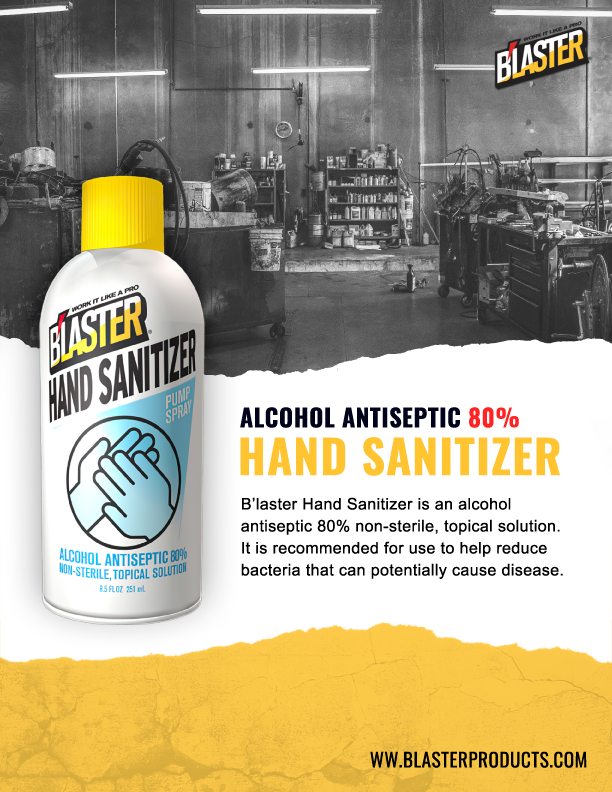 WORK IT LIKE A PRO
B'LASTER
WORK IT LIKE A PRO
B'LASTER
HAND SANITIZER
PUMP
SPRAY
ALCOHOL ANTISEPTIC 80%
NON-STERILE, TOPICAL SOLUTION
8.5 FL OZ 251 mL
ALCOHOL ANTISEPTIC 80%
HAND SANITIZER
B'laster Hand Sanitizer is an alcohol
antiseptic 80% non-sterile, topical solution.
It is recommended for use to help reduce
bacteria that can potentially cause disease.
WWW.BLASTERPRODUCTS.COM